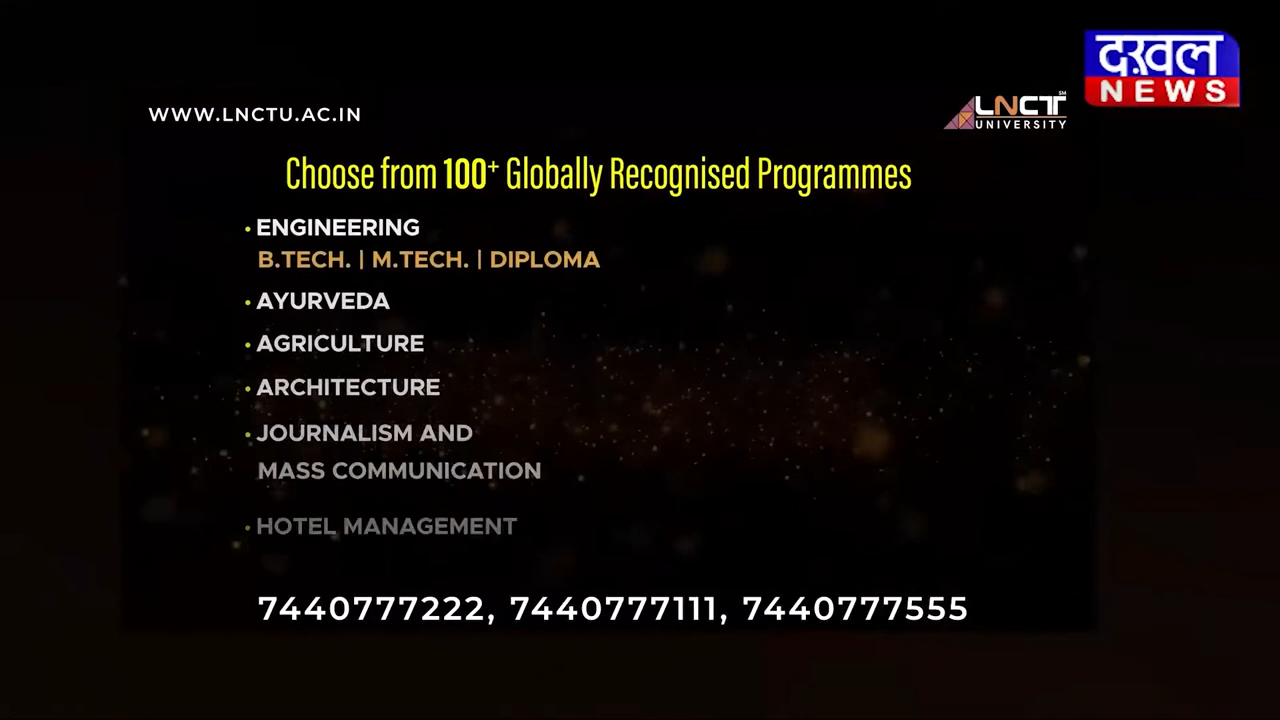 दख़ल
NEWS
WWW.LNCTU.AC.IN
LNCT
SM
UNIVERSITY
Choose from 100+ Globally Recognised Programmes
• ENGINEERING
B.TECH. | M.TECH. | DIPLOMA
• AYURVEDA
• AGRICULTURE
• ARCHITECTURE
• JOURNALISM AND
MASS COMMUNICATION
• HOTEL MANAGEMENT
7440777222, 7440777111, 7440777555